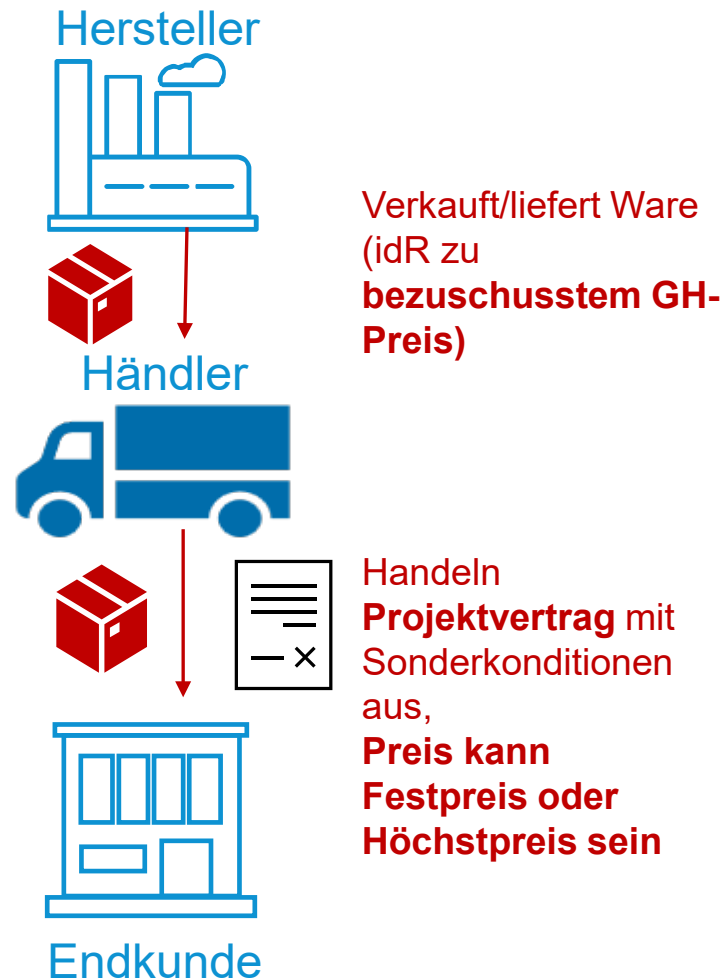 Hersteller
Verkauft/liefert Ware
(idR zu
bezuschusstem GH-
Preis)
Händler
Handeln
Projektvertrag mit
Sonderkonditionen
aus,
Preis kann
Festpreis oder
Höchstpreis sein
Endkunde